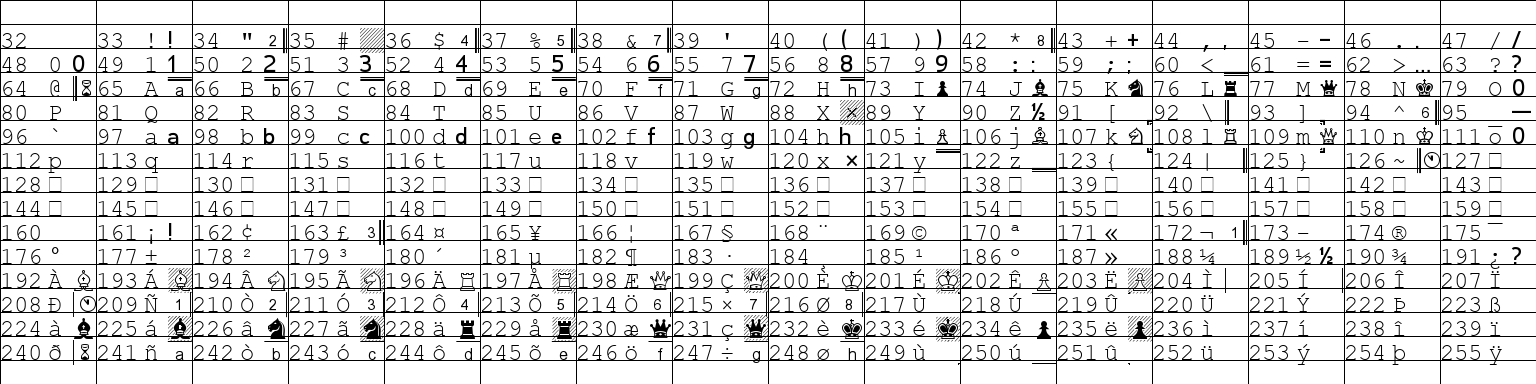 32 33 ! ! 34 " 2 35 # 36 $ 4 37 % 5 38 & 7 39 ' 40 ( ( 41 ) ) 42 * 8 43 + + 44 , , 45 - - 46 . . 47 / /
48 0 0 49 1 1 50 2 2 51 3 3 52 4 4 53 5 5 54 6 6 55 7 7 56 8 8 57 9 9 58 : : 59 ; : 60 < 61 = = 62 > … 63 ? ?
64 @ ⌛ 65 A a 66 B b 67 C c 68 D d 69 E e 70 F f 71 G g 72 H h 73 I ♟ 74 J ♝ 75 K ♞ 76 L ♜ 77 M ♛ 78 N ♚ 79 O 0
80 P 81 Q 82 R 83 S 84 T 85 U 86 V 87 W 88 X × 89 Y 90 Z ½ 91 [ 92 \ 93 ] 94 ^ 6 95 _ —
96 ` 97 a a 98 b b 99 c c 100 d d 101 e e 102 f f 103 g g 104 h h 105 i ♙ 106 j ♗ 107 k ♘ 108 l ♖ 109 m ♕ 110 n ♔ 111 o 0
112 p 113 q 114 r 115 s 116 t 117 u 118 v 119 w 120 x × 121 y 122 z 123 { 124 | 125 } 126 ~ 127 □
128 □ 129 □ 130 □ 131 □ 132 □ 133 □ 134 □ 135 □ 136 □ 137 □ 138 □ 139 □ 140 □ 141 □ 142 □ 143 □
144 □ 145 □ 146 □ 147 □ 148 □ 149 □ 150 □ 151 □ 152 □ 153 □ 154 □ 155 □ 156 □ 157 □ 158 □ 159 □
160 161 ¡ ! 162 ¢ 163 £ 3 164 ¤ 165 ¥ 166 ¦ 167 § 168 ¨ 169 © 170 ª 171 « 172 ¬ 1 173 - 174 ® 175 ¯
176 ° 177 ± 178 ² 179 ³ 180 ´ 181 µ 182 ¶ 183 · 184 ¸ 185 ¹ 186 º 187 » 188 ¼ 189 ½ ½ 190 ¾ 191 ¿ ?
192 À ♗ 193 Á ♗ 194 Â ♘ 195 Ã ♘ 196 Ä ♖ 197 Å ♖ 198 Æ ♕ 199 Ç ♕ 200 È ♔ 201 É ♔ 202 Ê ♙ 203 Ë ♙ 204 Ì 205 Í 206 Î 207 Ï
208 Ð 209 Ñ 1 210 Ò 2 211 Ó 3 212 Ô 4 213 Õ 5 214 Ö 6 215 × 7 216 Ø 8 217 Ù 218 Ú 219 Û 220 Ü 221 Ý 222 Þ 223 ß
224 à ♝ 225 á ♝ 226 â ♞ 227 ã ♞ 228 ä ♜ 229 å ♜ 230 æ ♛ 231 ç ♛ 232 è ♚ 233 é ♚ 234 ê ♟ 235 ë ♟ 236 ì 237 í 238 î 239 ï
240 ð ⌛ 241 ñ a 242 ò b 243 ó c 244 ô d 245 õ e 246 ö f 247 ÷ g 248 ø h 249 ù 250 ú 251 û 252 ü 253 ý 254 þ 255 ÿ